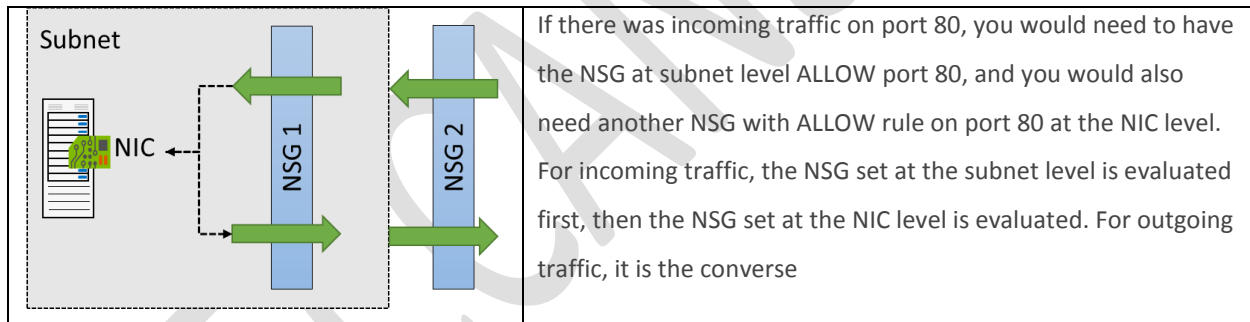 Subnet
NIC
NSG 1
NSG 2
If there was incoming traffic on port 80, you would need to have
the NSG at subnet level ALLOW port 80, and you would also
need another NSG with ALLOW rule on port 80 at the NIC level.
For incoming traffic, the NSG set at the subnet level is evaluated
first, then the NSG set at the NIC level is evaluated. For outgoing
traffic, it is the converse